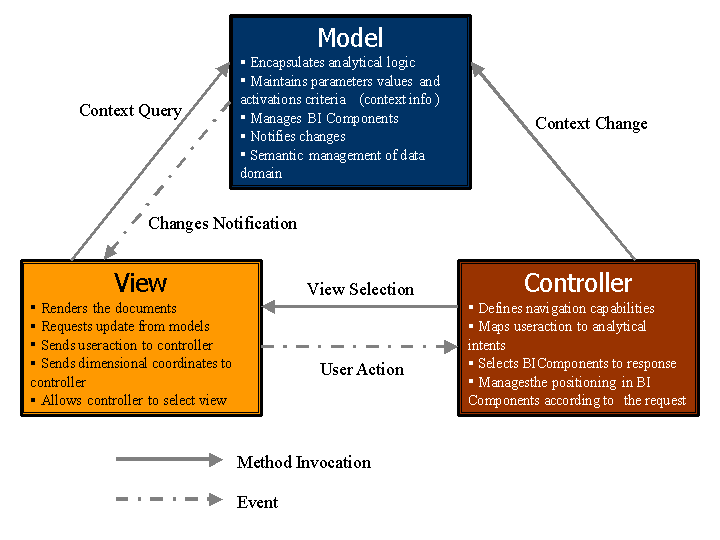 Model
▪ Encapsulates analytical logic
▪ Maintains parameters values and
activations criteria (context info )
▪ Manages BI Components
▪ Notifies changes
▪ Semantic management of data
domain
Context Query
Context Change
Changes Notification
View
▪ Renders the documents
▪ Requests update from models
▪ Sends useraction to controller
▪ Sends dimensional coordinates to
controller
▪ Allows controller to select view
View Selection
User Action
Controller
▪ Defines navigation capabilities
▪ Maps useraction to analytical
intents
▪ Selects BIComponents to response
▪ Managesthe positioning in BI
Components according to the request
Method Invocation
Event